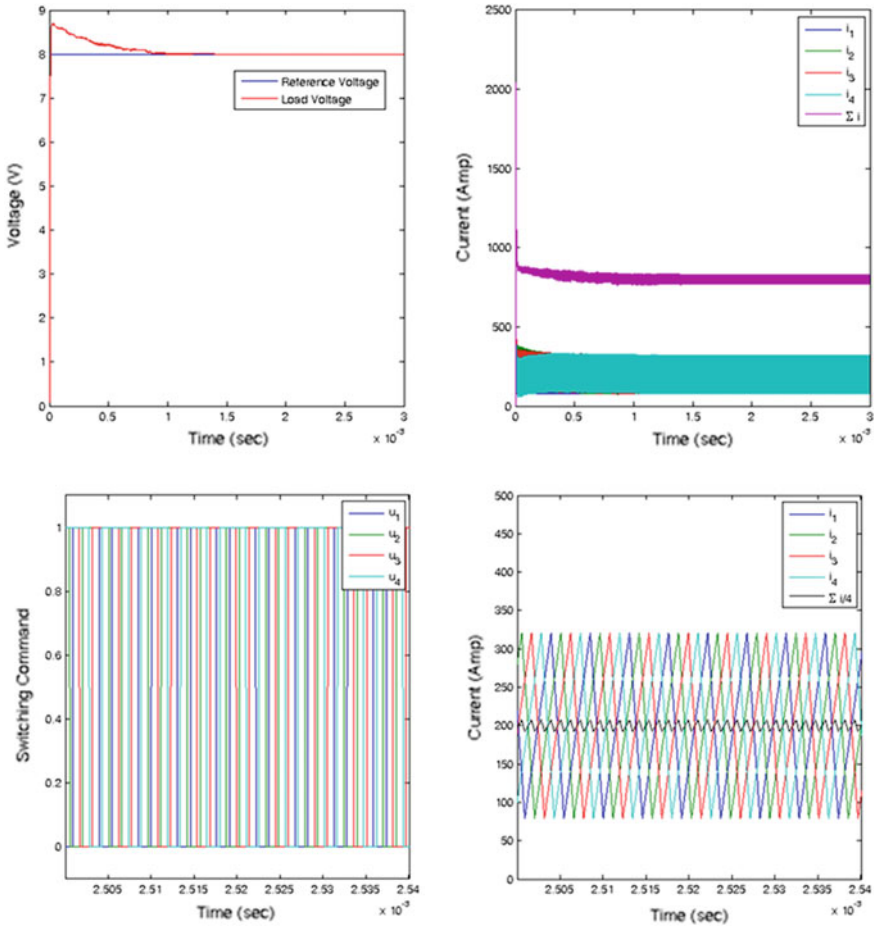 9
8
7
6
5
4
3
2
1
0
Voltage (V)
Reference Voltage
Load Voltage
0 0.5 1 1.5 2 2.5 3
Time (sec)
x 10⁻³
2500
2000
1500
1000
500
0
Current (Amp)
i₁
i₂
i₃
i₄
Σ i
0 0.5 1 1.5 2 2.5 3
Time (sec)
x 10⁻³
1
0.8
0.6
0.4
0.2
0
Switching Command
u₁
u₂
u₃
u₄
2.505 2.51 2.515 2.52 2.525 2.53 2.535 2.54
Time (sec)
x 10⁻³
500
450
400
350
300
250
200
150
100
50
0
Current (Amp)
i₁
i₂
i₃
i₄
Σ i/4
2.505 2.51 2.515 2.52 2.525 2.53 2.535 2.54
Time (sec)
x 10⁻³